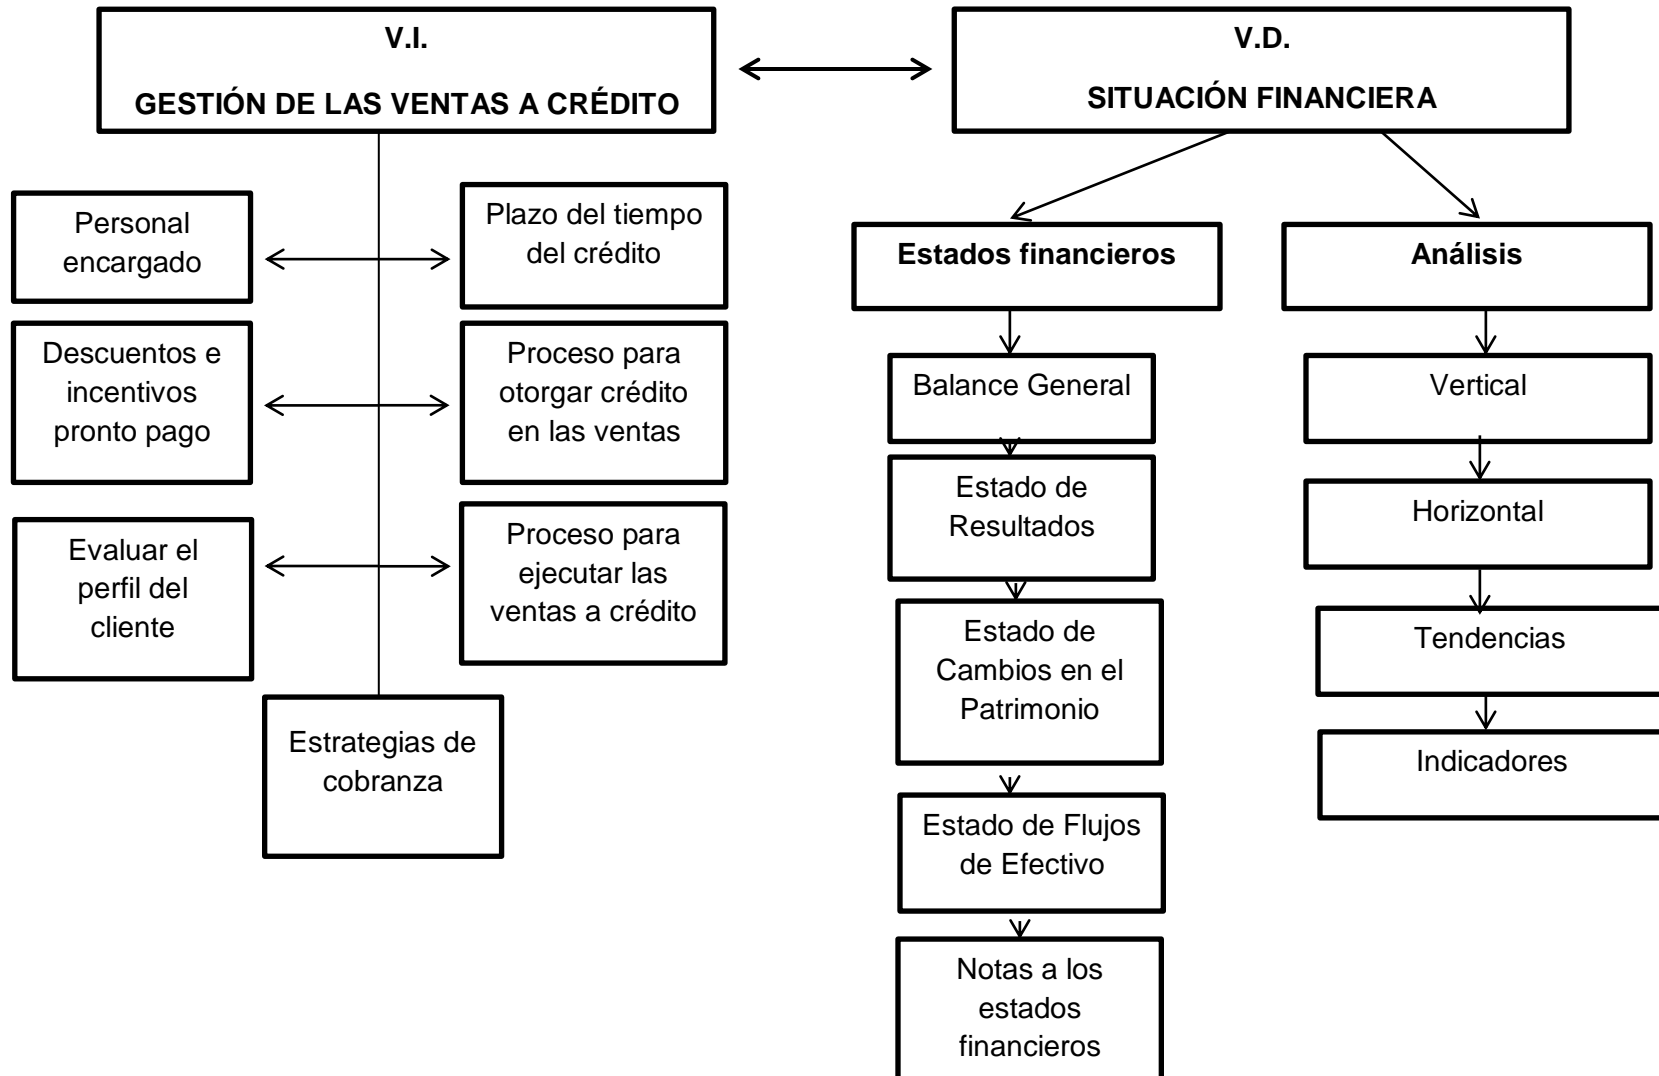 V.I.
GESTIÓN DE LAS VENTAS A CRÉDITO
Personal
encargado
Plazo del tiempo
del crédito
Descuentos e
incentivos
pronto pago
Proceso para
otorgar crédito
en las ventas
Evaluar el
perfil del
cliente
Proceso para
ejecutar las
ventas a crédito
Estrategias de
cobranza
V.D.
SITUACIÓN FINANCIERA
Estados financieros
Balance General
Estado de
Resultados
Estado de
Cambios en el
Patrimonio
Estado de Flujos
de Efectivo
Notas a los
estados
financieros
Análisis
Vertical
Horizontal
Tendencias
Indicadores